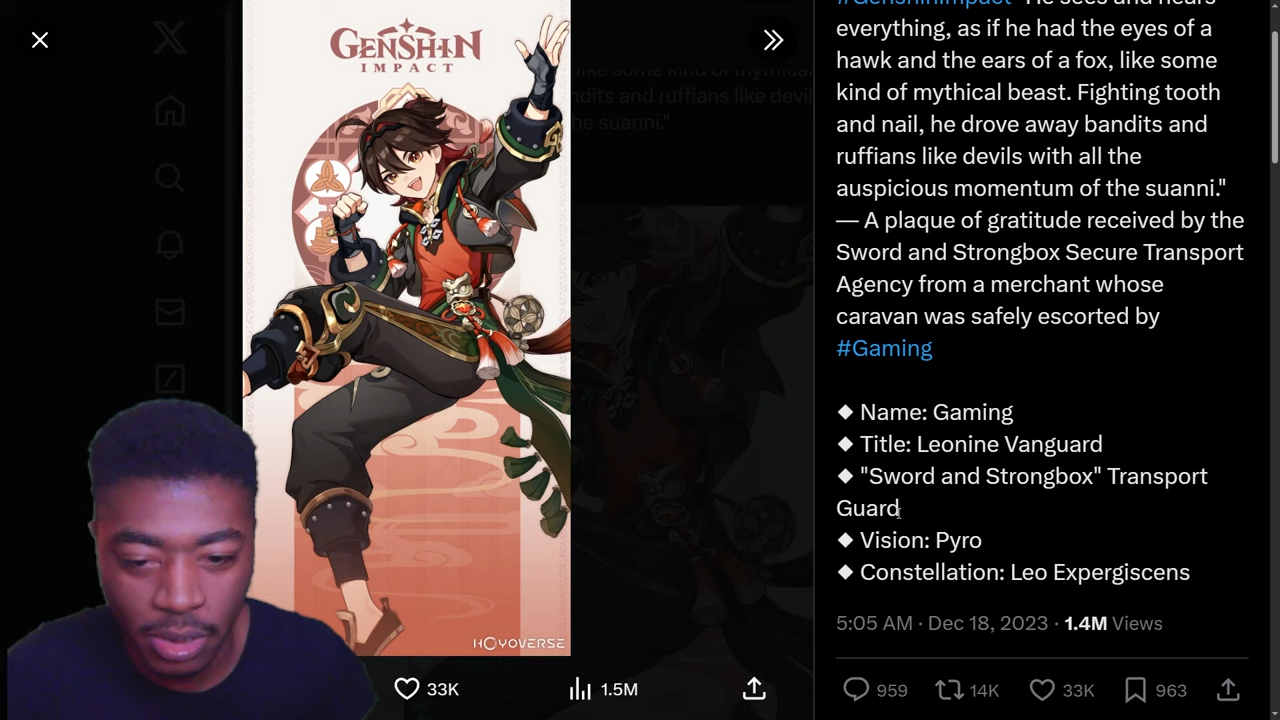 GENSHIN
IMPACT
HOYOVERSE
33K
1.5M
everything, as if he had the eyes of a
hawk and the ears of a fox, like some
kind of mythical beast. Fighting tooth
and nail, he drove away bandits and
ruffians like devils with all the
auspicious momentum of the suanni."
— A plaque of gratitude received by the
Sword and Strongbox Secure Transport
Agency from a merchant whose
caravan was safely escorted by
#Gaming
◆ Name: Gaming
◆ Title: Leonine Vanguard
◆ "Sword and Strongbox" Transport
Guard
◆ Vision: Pyro
◆ Constellation: Leo Expergiscens
5:05 AM · Dec 18, 2023 · 1.4M Views
959 14K 33K 963